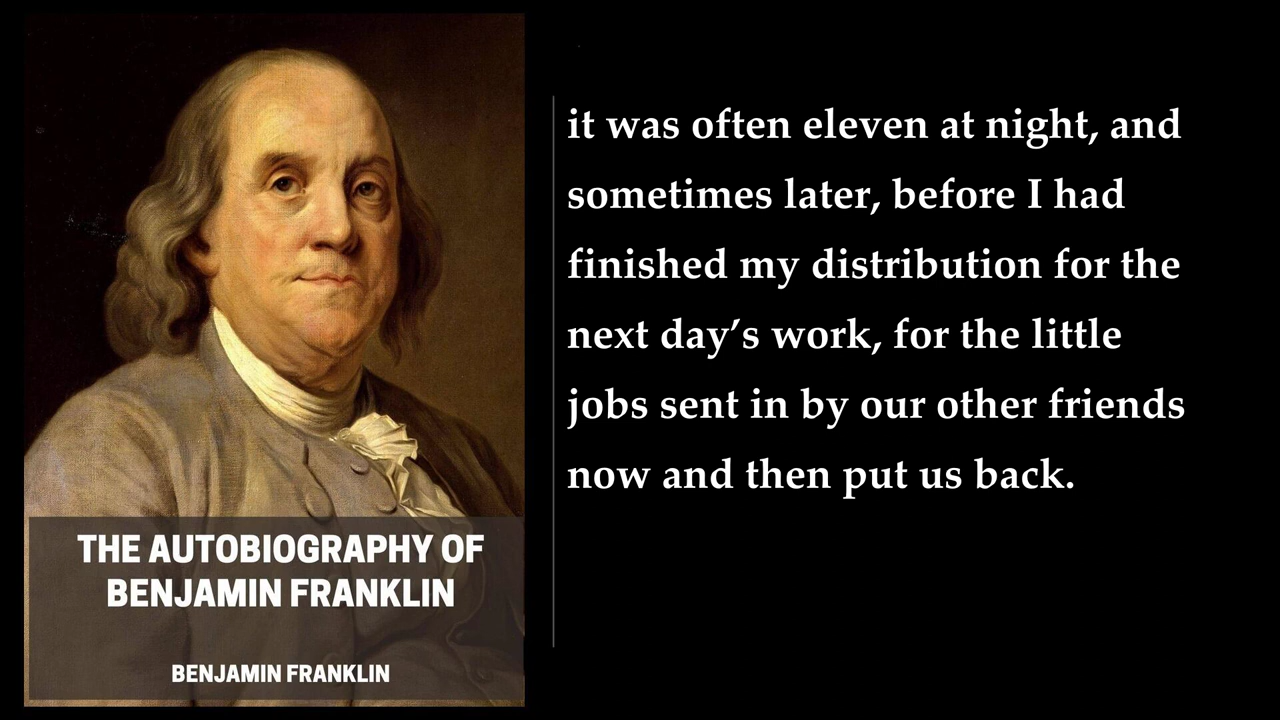 THE AUTOBIOGRAPHY OF
BENJAMIN FRANKLIN
BENJAMIN FRANKLIN
it was often eleven at night, and
sometimes later, before I had
finished my distribution for the
next day’s work, for the little
jobs sent in by our other friends
now and then put us back.